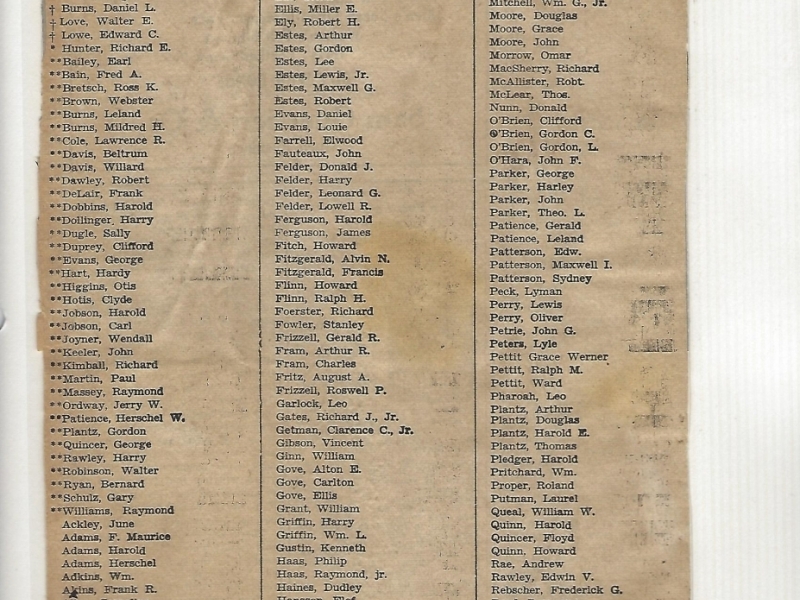 † Burns, Daniel L.
† Love, Walter E.
† Lowe, Edward C.
* Hunter, Richard E.
**Bailey, Earl
**Bain, Fred A.
**Bretsch, Ross K.
**Brown, Webster
**Burns, Leland
**Burns, Mildred H.
**Cole, Lawrence R.
**Davis, Beltrum
**Davis, Willard
**Dawley, Robert
**DeLair, Frank
**Dobbins, Harold
**Dollinger, Harry
**Dugle, Sally
**Duprey, Clifford
**Evans, George
**Hart, Hardy
**Higgins, Otis
**Hotis, Clyde
**Jobson, Harold
**Jobson, Carl
**Joyner, Wendall
**Keeler, John
**Kimball, Richard
**Martin, Paul
**Massey, Raymond
**Ordway, Jerry W.
**Patience, Herschel W.
**Plantz, Gordon
**Quincer, George
**Rawley, Harry
**Robinson, Walter
**Ryan, Bernard
**Schulz, Gary
**Williams, Raymond
Ackley, June
Adams, F. Maurice
Adams, Harold
Adams, Herschel
Adkins, Wm.
Akins, Frank R.
Ellis, Miller E.
Ely, Robert H.
Estes, Arthur
Estes, Gordon
Estes, Lee
Estes, Lewis, Jr.
Estes, Maxwell G.
Estes, Robert
Evans, Daniel
Evans, Louie
Farrell, Elwood
Fauteaux, John
Felder, Donald J.
Felder, Harry
Felder, Leonard G.
Felder, Lowell R.
Ferguson, Harold
Ferguson, James
Fitch, Howard
Fitzgerald, Alvin N.
Fitzgerald, Francis
Flinn, Howard
Flinn, Ralph H.
Foerster, Richard
Fowler, Stanley
Frizzell, Gerald R.
Fram, Arthur R.
Fram, Charles
Fritz, August A.
Frizzell, Roswell P.
Garlock, Leo
Gates, Richard J., Jr.
Getman, Clarence C., Jr.
Gibson, Vincent
Ginn, William
Gove, Alton E.
Gove, Carlton
Gove, Ellis
Grant, William
Griffin, Harry
Griffin, Wm. L.
Gustin, Kenneth
Haas, Philip
Haas, Raymond, jr.
Haines, Dudley
Mitchell, Wm. G., Jr.
Moore, Douglas
Moore, Grace
Moore, John
Morrow, Omar
MacSherry, Richard
McAllister, Robt.
McLear, Thos.
Nunn, Donald
O'Brien, Clifford
O'Brien, Gordon C.
O'Brien, Gordon, L.
O'Hara, John F.
Parker, George
Parker, Harley
Parker, John
Parker, Theo. L.
Patience, Gerald
Patience, Leland
Patterson, Edw.
Patterson, Maxwell I.
Patterson, Sydney
Peck, Lyman
Perry, Lewis
Perry, Oliver
Petrie, John G.
Peters, Lyle
Pettit Grace Werner
Pettit, Ralph M.
Pettit, Ward
Pharoah, Leo
Plantz, Arthur
Plantz, Douglas
Plantz, Harold E.
Plantz, Thomas
Pledger, Harold
Pritchard, Wm.
Proper, Roland
Putman, Laurel
Queal, William W.
Quinn, Harold
Quincer, Floyd
Quinn, Howard
Rae, Andrew
Rawley, Edwin V.
Rebscher, Frederick G.